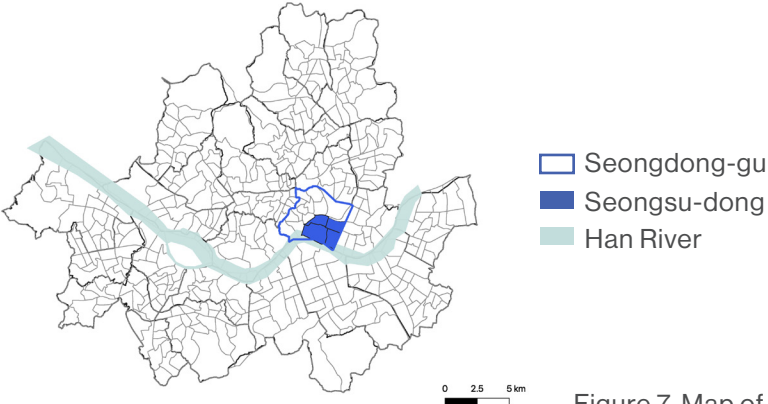 Seongdong-gu
Seongsu-dong
Han River
0 2.5 5 km
Figure 7. Map of